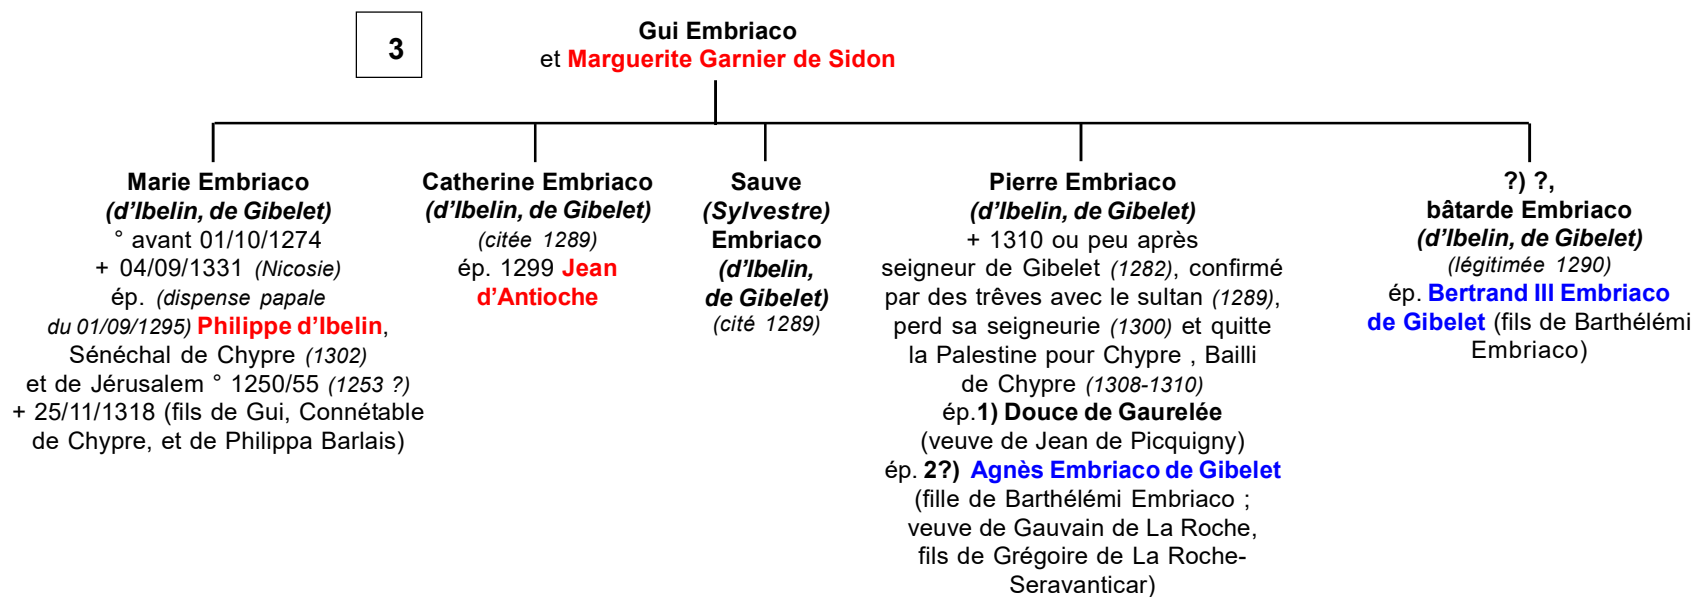 3
Gui Embriaco
et Marguerite Garnier de Sidon
Marie Embriaco
(d'Ibelin, de Gibelet)
° avant 01/10/1274
+ 04/09/1331 (Nicosie)
ép. (dispense papale
du 01/09/1295) Philippe d'Ibelin,
Sénéchal de Chypre (1302)
et de Jérusalem ° 1250/55 (1253 ?)
+ 25/11/1318 (fils de Gui, Connétable
de Chypre, et de Philippa Barlais)
Catherine Embriaco
(d'Ibelin, de Gibelet)
(citée 1289)
ép. 1299 Jean
d'Antioche
Sauve
(Sylvestre)
Embriaco
(d'Ibelin,
de Gibelet)
(cité 1289)
Pierre Embriaco
(d'Ibelin, de Gibelet)
+ 1310 ou peu après
seigneur de Gibelet (1282), confirmé
par des trêves avec le sultan (1289),
perd sa seigneurie (1300) et quitte
la Palestine pour Chypre , Bailli
de Chypre (1308-1310)
ép.1) Douce de Gaurelée
(veuve de Jean de Picquigny)
ép. 2?) Agnès Embriaco de Gibelet
(fille de Barthélémi Embriaco ;
veuve de Gauvain de La Roche,
fils de Grégoire de La Roche-
Seravanticar)
?) ?,
bâtarde Embriaco
(d'Ibelin, de Gibelet)
(légitimée 1290)
ép. Bertrand III Embriaco
de Gibelet (fils de Barthélémi
Embriaco)